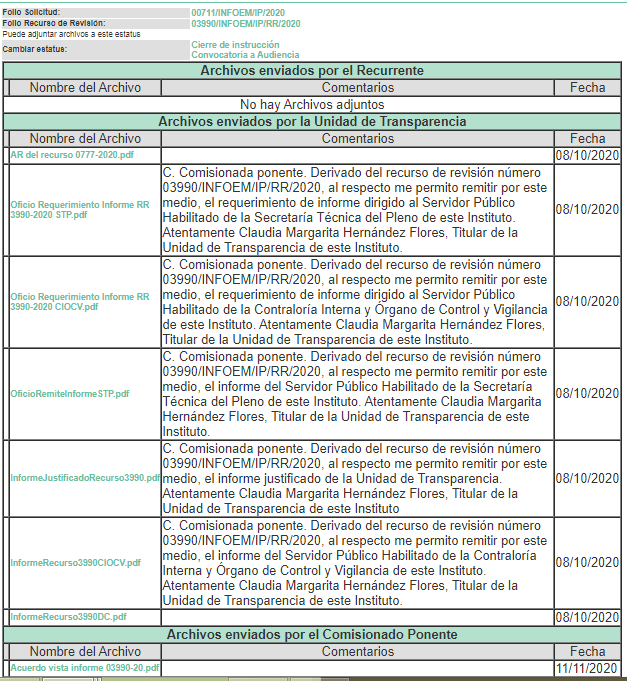 Folio Solicitud: 00711/INFOEM/IP/2020
Folio Recurso de Revisión: 03990/INFOEM/IP/RR/2020
Puede adjuntar archivos a este estatus
Cambiar estatus: Cierre de instrucción
Convocatoria a Audiencia
Archivos enviados por el Recurrente
Nombre del Archivo Comentarios Fecha
No hay Archivos adjuntos
Archivos enviados por la Unidad de Transparencia
Nombre del Archivo Comentarios Fecha
AR del recurso 0777-2020.pdf 08/10/2020
Oficio Requerimiento Informe RR
3990-2020 STP.pdf
C. Comisionada ponente. Derivado del recurso de revisión número
03990/INFOEM/IP/RR/2020, al respecto me permito remitir por este
medio, el requerimiento de informe dirigido al Servidor Público
Habilitado de la Secretaría Técnica del Pleno de este Instituto.
Atentamente Claudia Margarita Hernández Flores, Titular de la
Unidad de Transparencia de este Instituto.
08/10/2020
Oficio Requerimiento Informe RR
3990-2020 CIOCV.pdf
C. Comisionada ponente. Derivado del recurso de revisión número
03990/INFOEM/IP/RR/2020, al respecto me permito remitir por este
medio, el requerimiento de informe dirigido al Servidor Público
Habilitado de la Contraloría Interna y Órgano de Control y Vigilancia
de este Instituto. Atentamente Claudia Margarita Hernández Flores,
Titular de la Unidad de Transparencia de este Instituto.
08/10/2020
OficioRemiteInformeSTP.pdf
C. Comisionada ponente. Derivado del recurso de revisión número
03990/INFOEM/IP/RR/2020, al respecto me permito remitir por este
medio, el informe del Servidor Público Habilitado de la Secretaría
Técnica del Pleno de este Instituto. Atentamente Claudia Margarita
Hernández Flores, Titular de la Unidad de Transparencia de este
Instituto.
08/10/2020
InformeJustificadoRecurso3990.pdf
C. Comisionada ponente. Derivado del recurso de revisión número
03990/INFOEM/IP/RR/2020, al respecto me permito remitir por este
medio, el informe justificado de la Unidad de Transparencia.
Atentamente Claudia Margarita Hernández Flores, Titular de la
Unidad de Transparencia de este Instituto
08/10/2020
InformeRecurso3990CIOCV.pdf
C. Comisionada ponente. Derivado del recurso de revisión número
03990/INFOEM/IP/RR/2020, al respecto me permito remitir por este
medio, el informe del Servidor Público Habilitado de la Contraloría
Interna y Órgano de Control y Vigilancia de este Instituto.
Atentamente Claudia Margarita Hernández Flores, Titular de la
Unidad de Transparencia de este Instituto.
08/10/2020
InformeRecurso3990DC.pdf 08/10/2020
Archivos enviados por el Comisionado Ponente
Nombre del Archivo Comentarios Fecha
Acuerdo vista informe 03990-20.pdf 11/11/2020